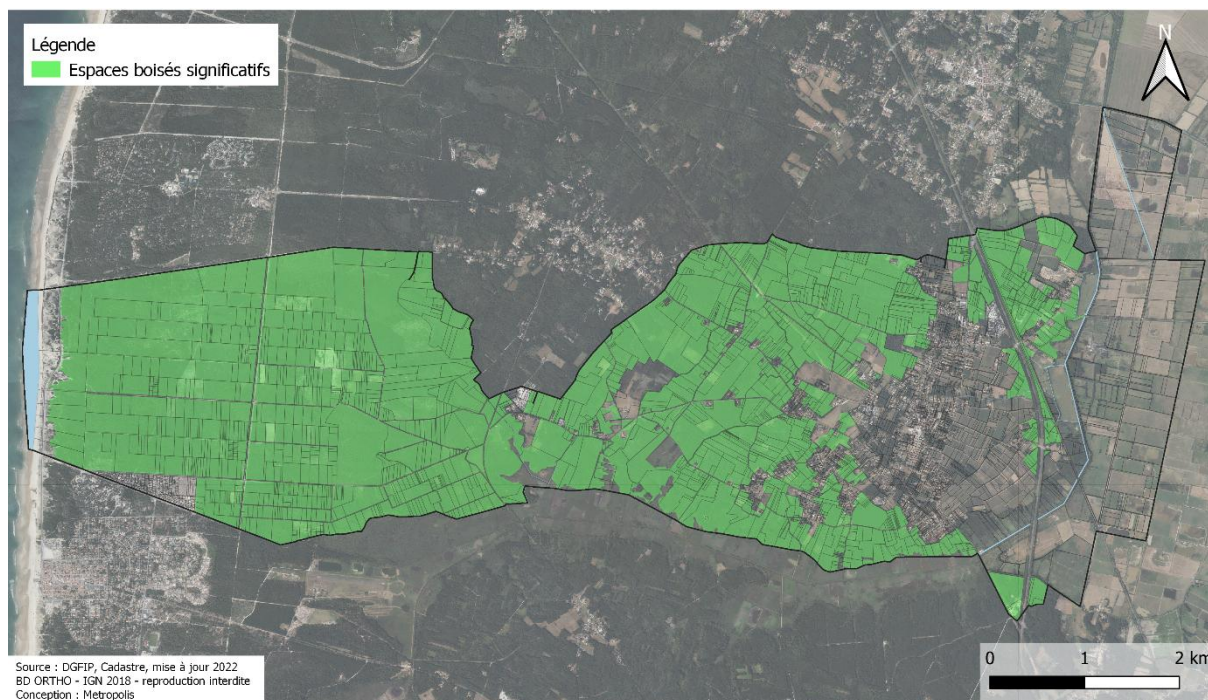 Légende
Espaces boisés significatifs
N
Source : DGFIP, Cadastre, mise à jour 2022
BD ORTHO - IGN 2018 - reproduction interdite
Conception : Metropolis
0 1 2 km